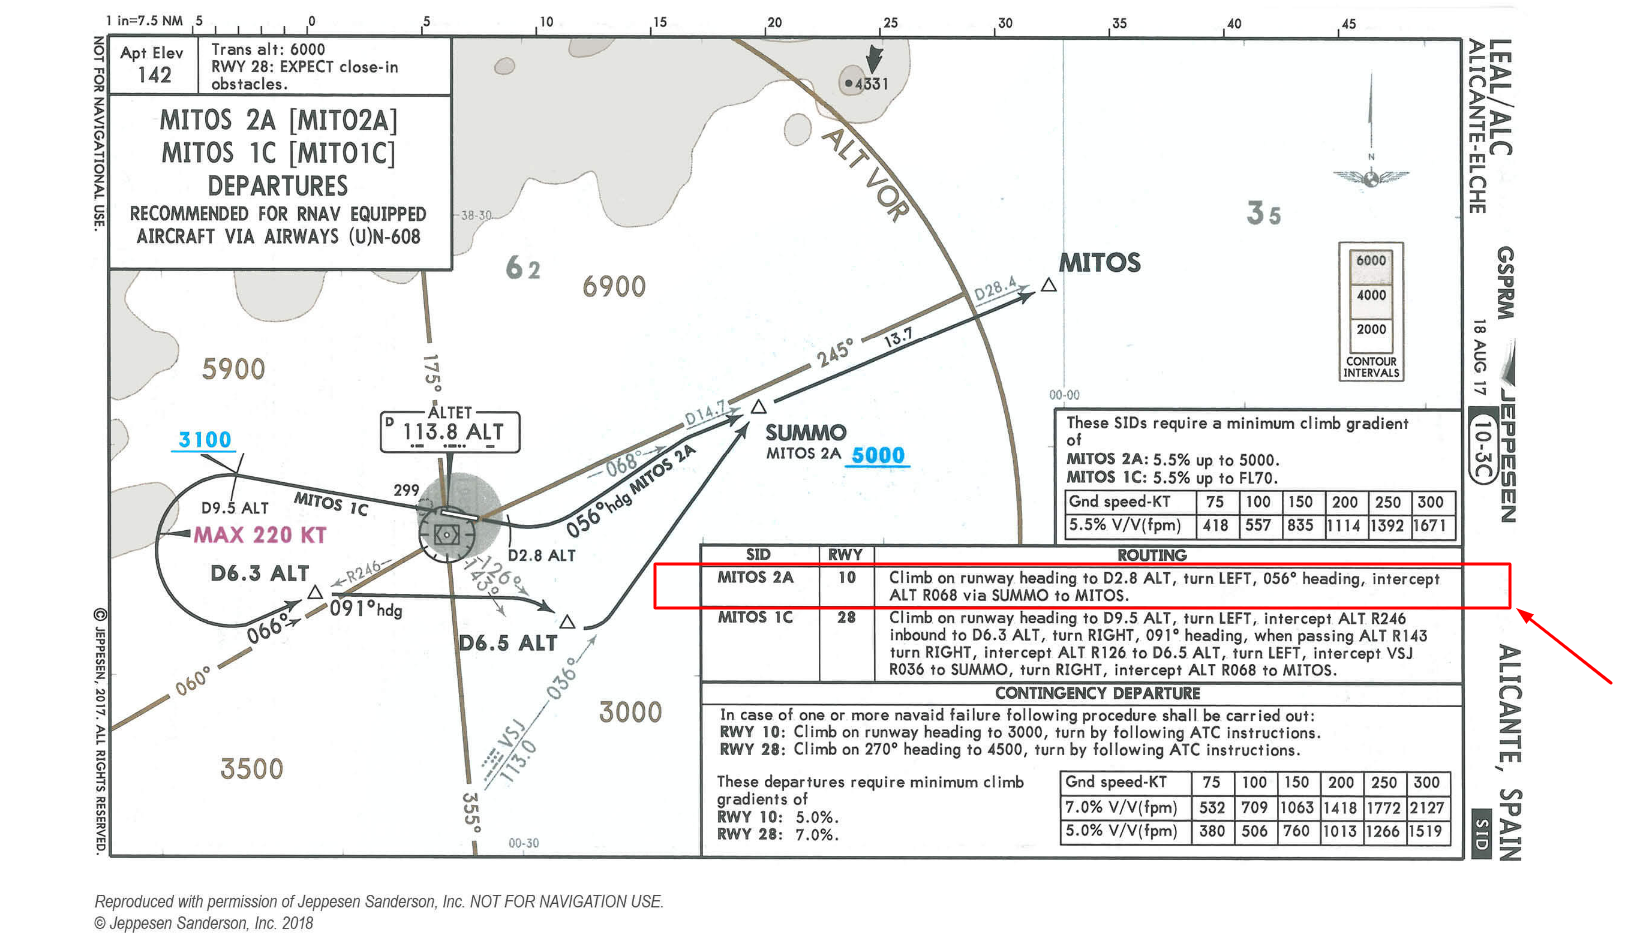 1 in=7.5 NM 5 0 5 10 15 20 25 30 35 40 45
NOT FOR NAVIGATIONAL USE.
Apt Elev
142
Trans alt: 6000
RWY 28: EXPECT close-in
obstacles.
MITOS 2A [MITO2A]
MITOS 1C [MITO1C]
DEPARTURES
RECOMMENDED FOR RNAV EQUIPPED
AIRCRAFT VIA AIRWAYS (U)N-608
38-30
4331
ALT VOR
N
35
62
6900
5900
MITOS
D28.4
13.7
245°
175°
6000
4000
2000
CONTOUR
INTERVALS
00-00
ALTET
D 113.8 ALT
D14.7
SUMMO
MITOS 2A 5000
068°
056°hdg MITOS 2A
3100
D9.5 ALT
MITOS 1C
299
MAX 220 KT
D2.8 ALT
D6.3 ALT
R246
126°
143°
091°hdg
066°
D6.5 ALT
060°
036°
VSJ
113.0
3000
3500
355°
00-30
These SIDs require a minimum climb gradient
of
MITOS 2A: 5.5% up to 5000.
MITOS 1C: 5.5% up to FL70.
Gnd speed-KT 75 100 150 200 250 300
5.5% V/V(fpm) 418 557 835 1114 1392 1671
SID RWY ROUTING
MITOS 2A 10 Climb on runway heading to D2.8 ALT, turn LEFT, 056° heading, intercept
ALT R068 via SUMMO to MITOS.
MITOS 1C 28 Climb on runway heading to D9.5 ALT, turn LEFT, intercept ALT R246
inbound to D6.3 ALT, turn RIGHT, 091° heading, when passing ALT R143
turn RIGHT, intercept ALT R126 to D6.5 ALT, turn LEFT, intercept VSJ
R036 to SUMMO, turn RIGHT, intercept ALT R068 to MITOS.
CONTINGENCY DEPARTURE
In case of one or more navaid failure following procedure shall be carried out:
RWY 10: Climb on runway heading to 3000, turn by following ATC instructions.
RWY 28: Climb on 270° heading to 4500, turn by following ATC instructions.
These departures require minimum climb
gradients of
RWY 10: 5.0%.
RWY 28: 7.0%.
Gnd speed-KT 75 100 150 200 250 300
7.0% V/V(fpm) 532 709 1063 1418 1772 2127
5.0% V/V(fpm) 380 506 760 1013 1266 1519
LEAL/ALC
ALICANTE-ELCHE
GSPRM
JEPPESEN
18 AUG 17
10-3C
ALICANTE, SPAIN
SID
© JEPPESEN, 2017. ALL RIGHTS RESERVED.
Reproduced with permission of Jeppesen Sanderson, Inc. NOT FOR NAVIGATION USE.
© Jeppesen Sanderson, Inc. 2018